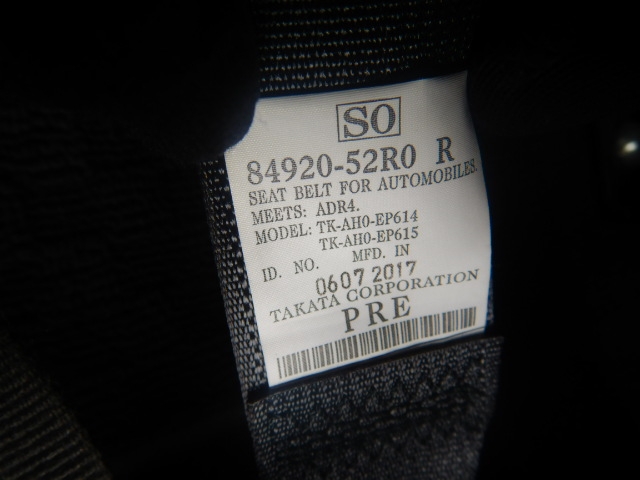 SO
84920-52R0 R
SEAT BELT FOR AUTOMOBILES.
MEETS: ADR4.
MODEL: TK-AH0-EP614
TK-AH0-EP615
ID. NO. MFD. IN
0607 2017
TAKATA CORPORATION
PRE